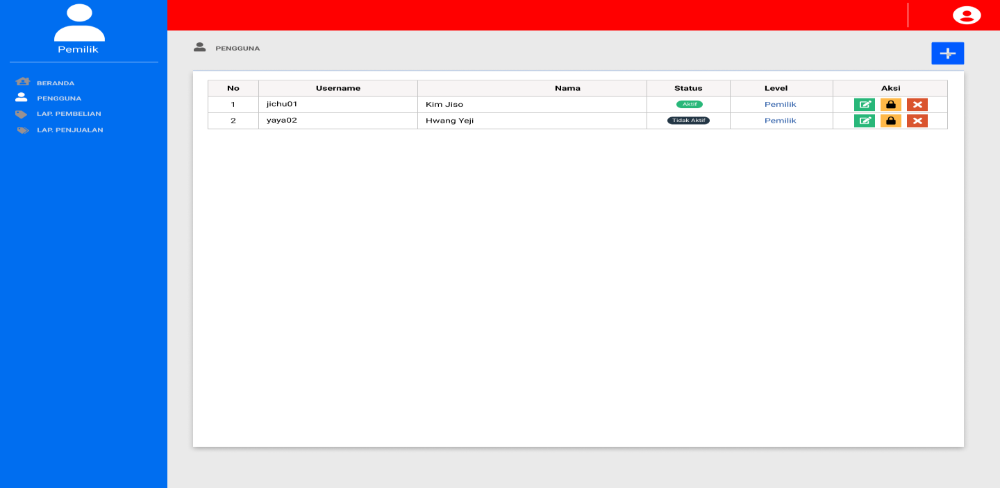 Pemilik
BERANDA
PENGGUNA
LAP. PEMBELIAN
LAP. PENJUALAN
PENGGUNA
No Username Nama Status Level Aksi
1 jichu01 Kim Jiso Aktif Pemilik
2 yaya02 Hwang Yeji Tidak Aktif Pemilik